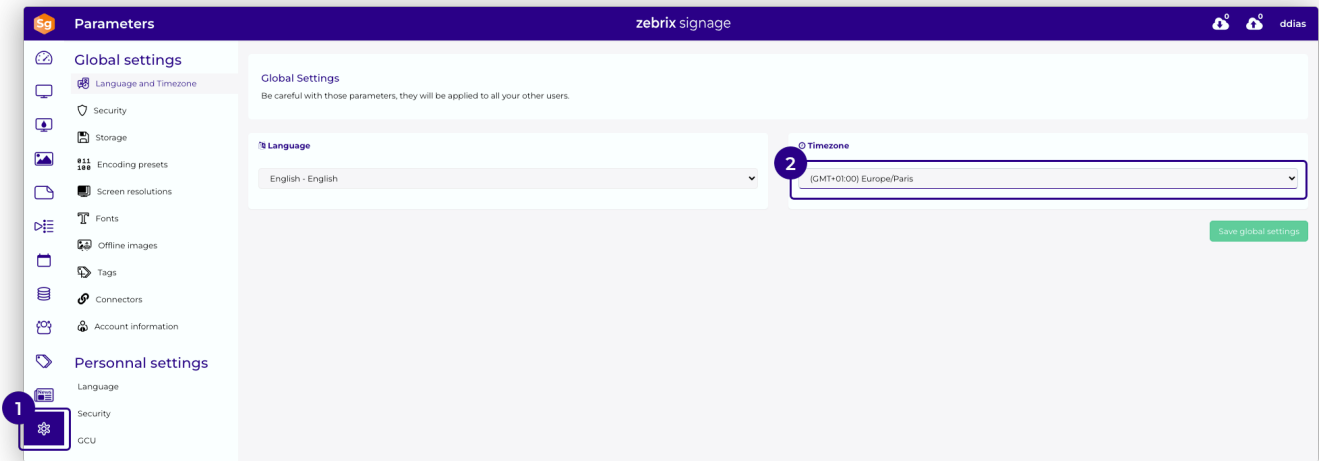 Sg
Parameters
zebrix signage
0
0
ddias
Global settings
Language and Timezone
Security
Storage
Encoding presets
Screen resolutions
Fonts
Offline images
Tags
Connectors
Account information
Personnal settings
Language
Security
GCU
1
Global Settings
Be careful with those parameters, they will be applied to all your other users.
Language
English - English
2
Timezone
(GMT+01:00) Europe/Paris
Save global settings